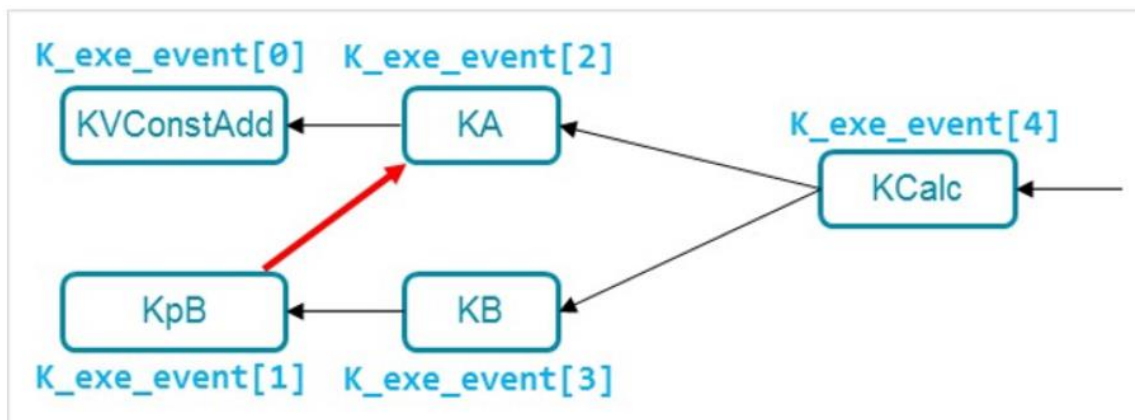 K_exe_event[0]
K_exe_event[2]
KVConstAdd
KA
K_exe_event[4]
KCalc
KpB
KB
K_exe_event[1]
K_exe_event[3]